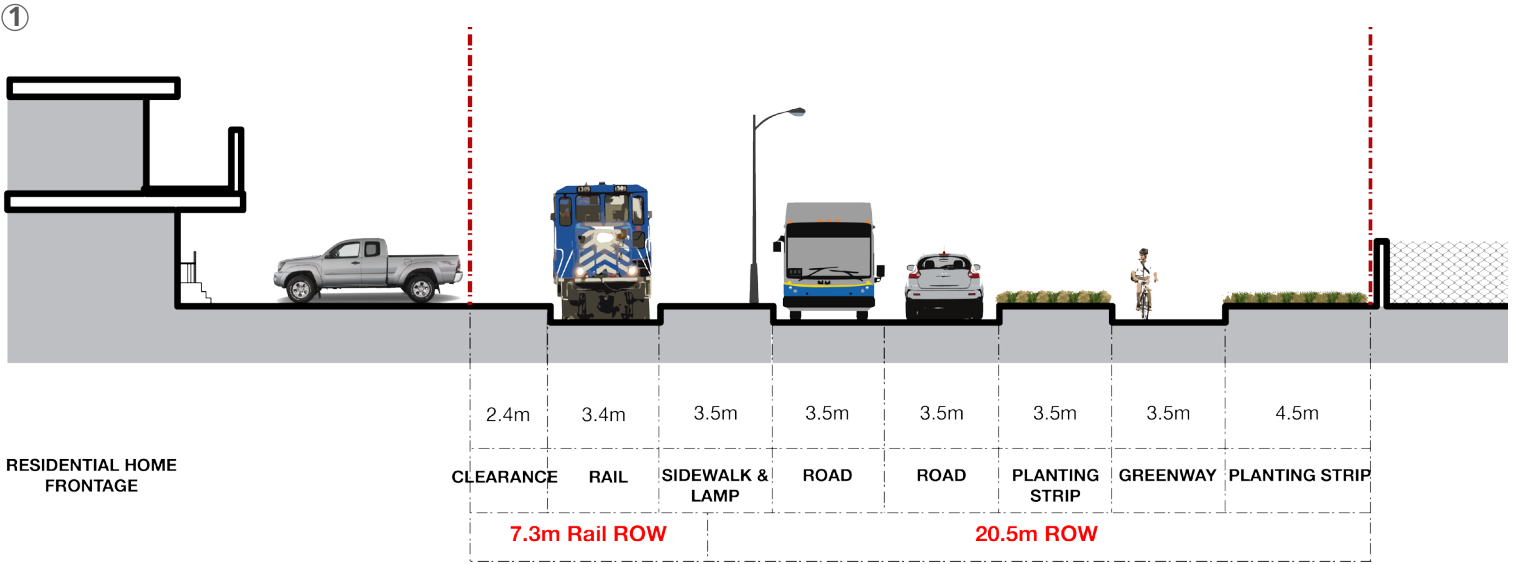 ①
2.4m 3.4m 3.5m 3.5m 3.5m 3.5m 3.5m 4.5m
RESIDENTIAL HOME
FRONTAGE
CLEARANCE
RAIL
SIDEWALK &
LAMP
ROAD
ROAD
PLANTING
STRIP
GREENWAY
PLANTING STRIP
7.3m Rail ROW
20.5m ROW